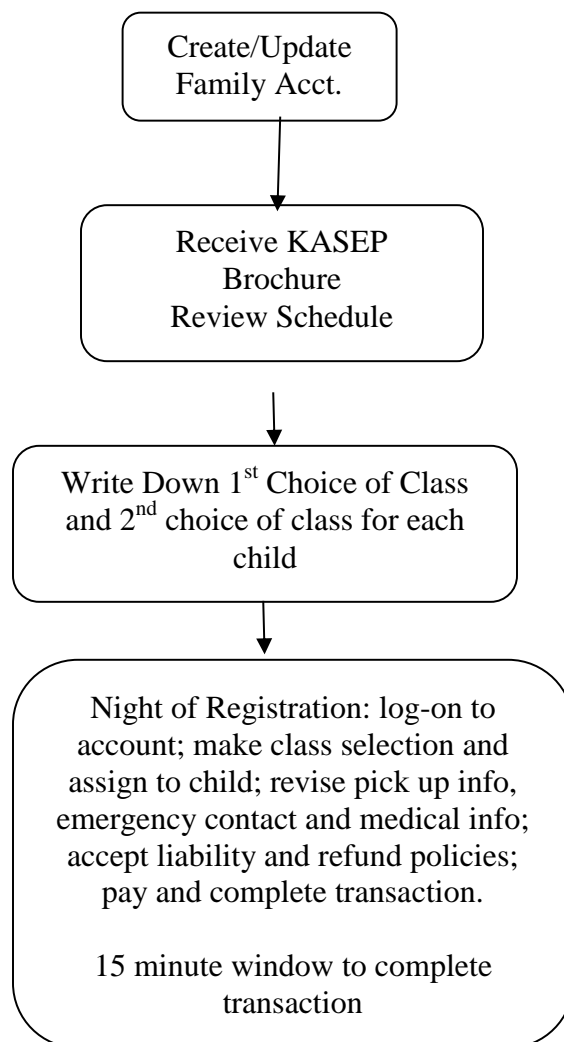 Create/Update
Family Acct.
Receive KASEP
Brochure
Review Schedule
Write Down 1st Choice of Class
and 2nd choice of class for each
child
Night of Registration: log-on to
account; make class selection and
assign to child; revise pick up info,
emergency contact and medical info;
accept liability and refund policies;
pay and complete transaction.
15 minute window to complete
transaction